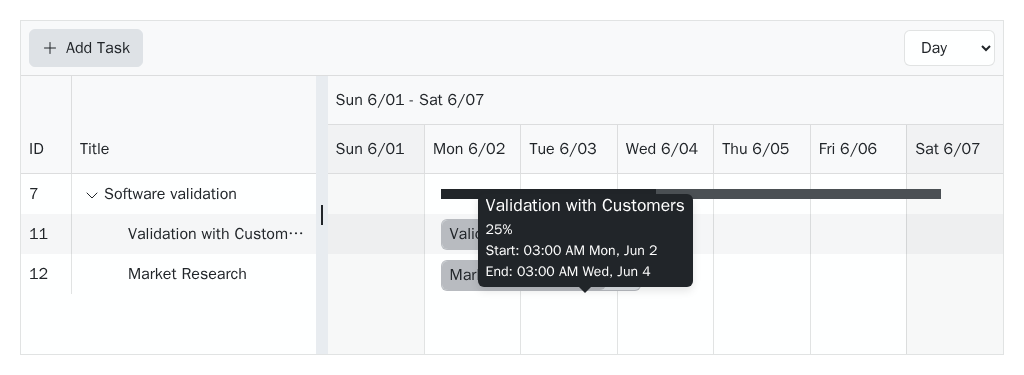 Add Task
Day
Sun 6/01 - Sat 6/07
ID Title Sun 6/01 Mon 6/02 Tue 6/03 Wed 6/04 Thu 6/05 Fri 6/06 Sat 6/07
7 Software validation
Validation with Customers
25%
11 Validation with Custom···
Start: 03:00 AM Mon, Jun 2
End: 03:00 AM Wed, Jun 4
12 Market Research